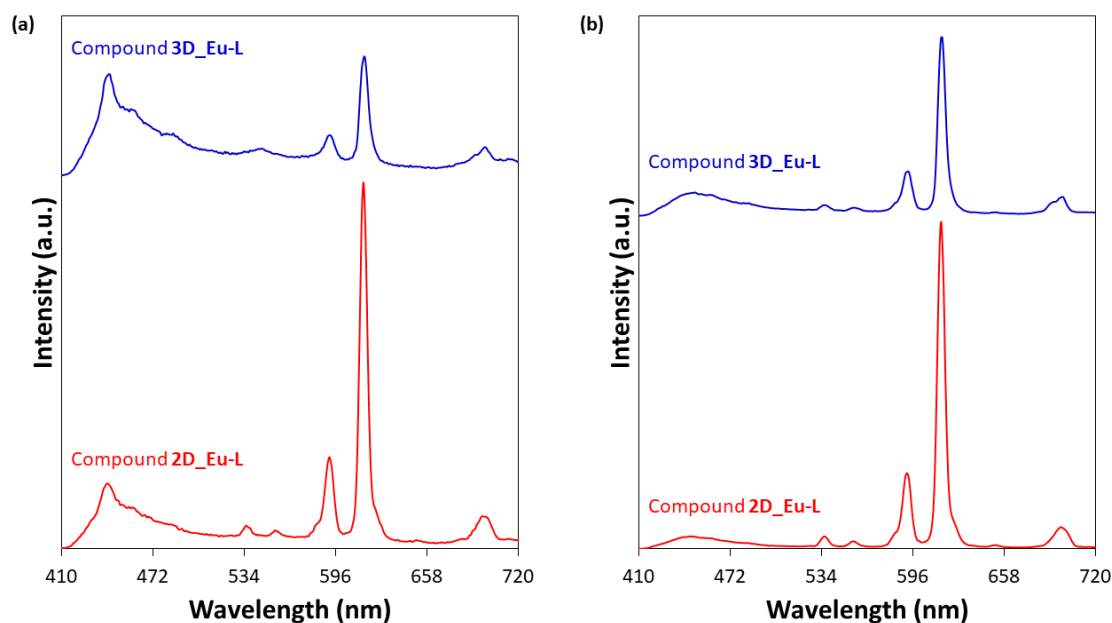 (a)
Compound 3D_Eu-L
Compound 2D_Eu-L
Intensity (a.u.)
410 472 534 596 658 720
Wavelength (nm)
(b)
Compound 3D_Eu-L
Compound 2D_Eu-L
Intensity (a.u.)
410 472 534 596 658 720
Wavelength (nm)